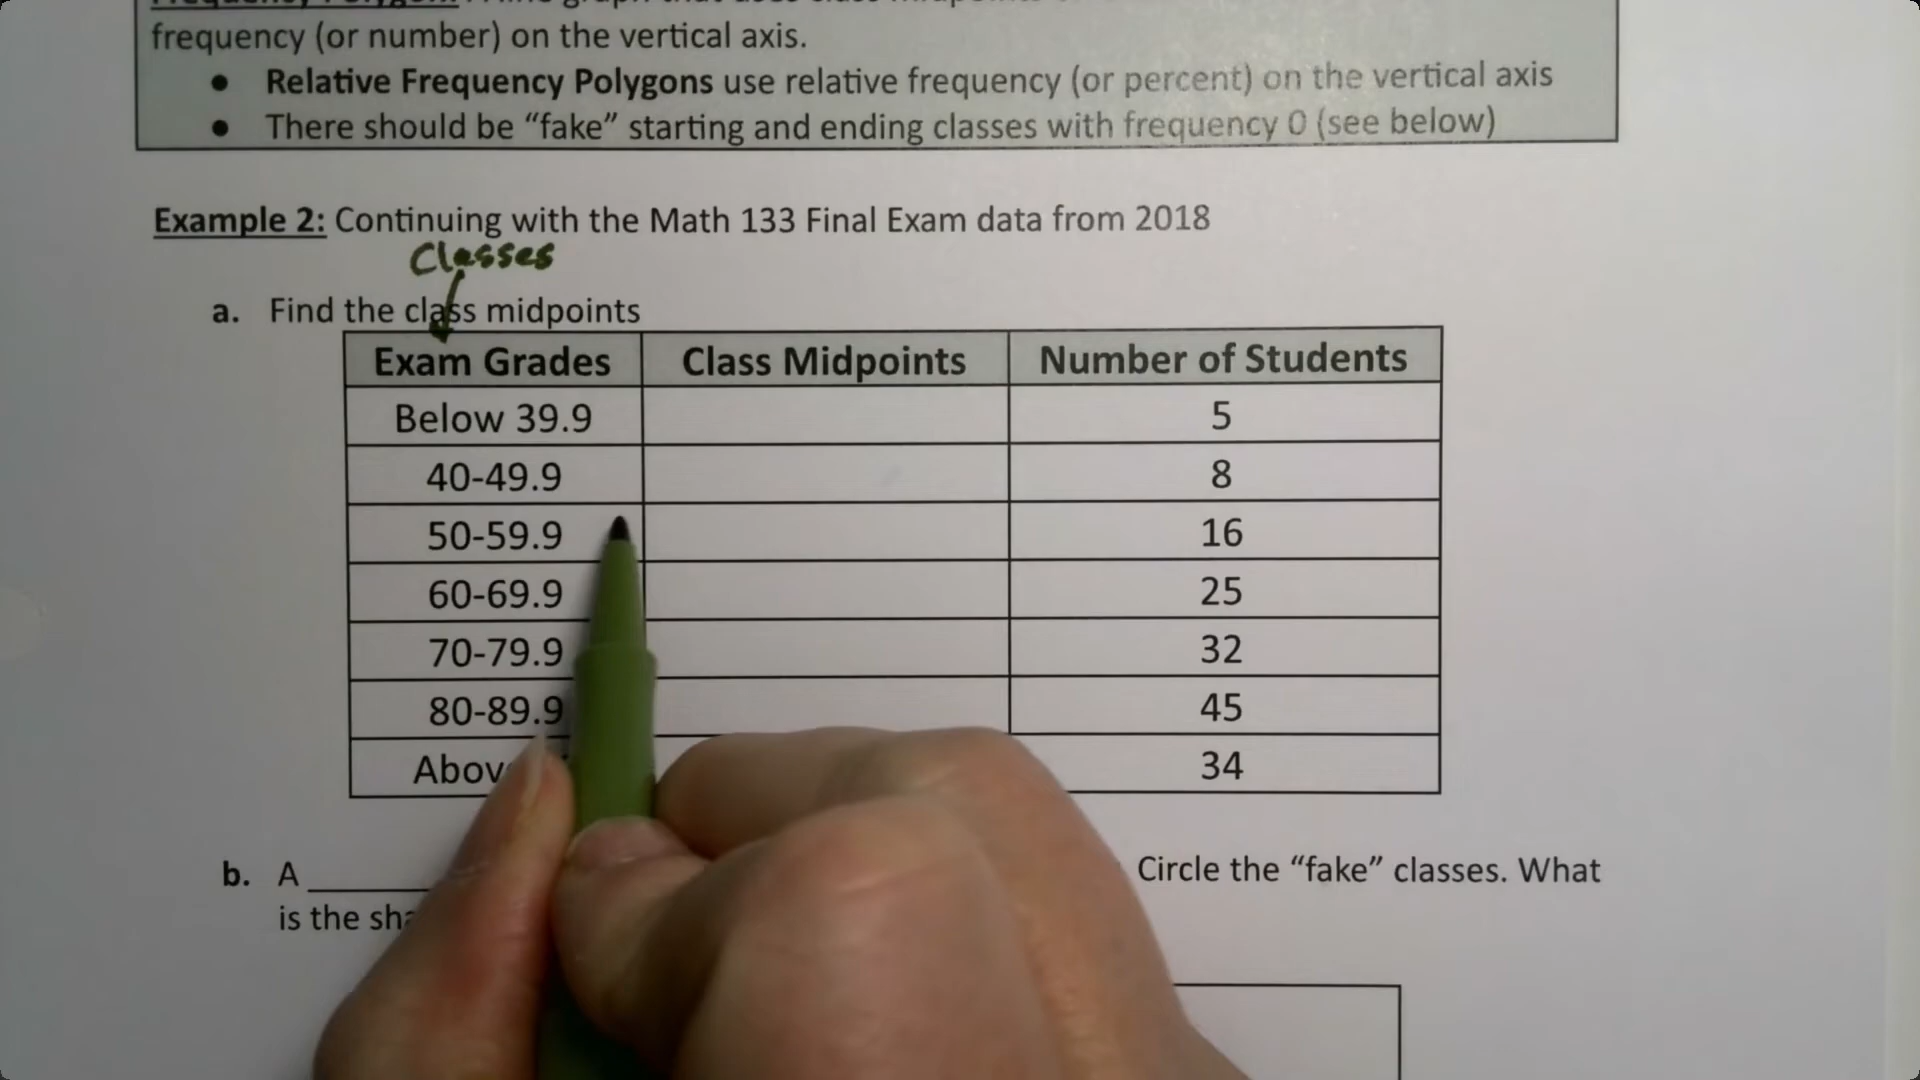 frequency (or number) on the vertical axis.
● Relative Frequency Polygons use relative frequency (or percent) on the vertical axis
● There should be “fake” starting and ending classes with frequency 0 (see below)
Example 2: Continuing with the Math 133 Final Exam data from 2018
Classes
a. Find the class midpoints
Exam Grades Class Midpoints Number of Students
Below 39.9 5
40-49.9 8
50-59.9 16
60-69.9 25
70-79.9 32
80-89.9 45
34
b. A ______ Circle the “fake” classes. What
is the